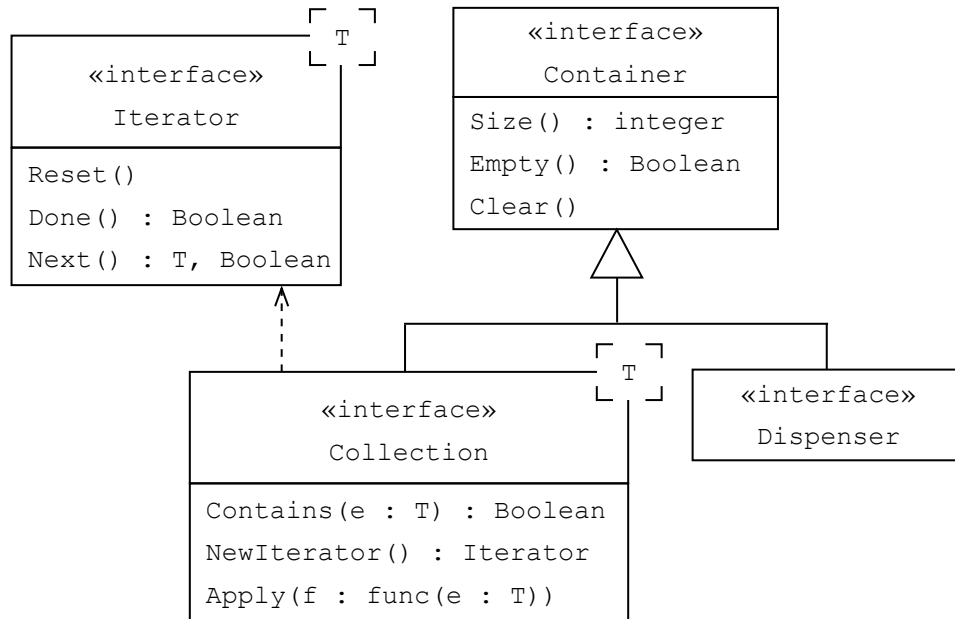 T
«interface»
Iterator
Reset()
Done() : Boolean
Next() : T, Boolean
«interface»
Container
Size() : integer
Empty() : Boolean
Clear()
T
«interface»
Collection
Contains(e : T) : Boolean
NewIterator() : Iterator
Apply(f : func(e : T))
«interface»
Dispenser